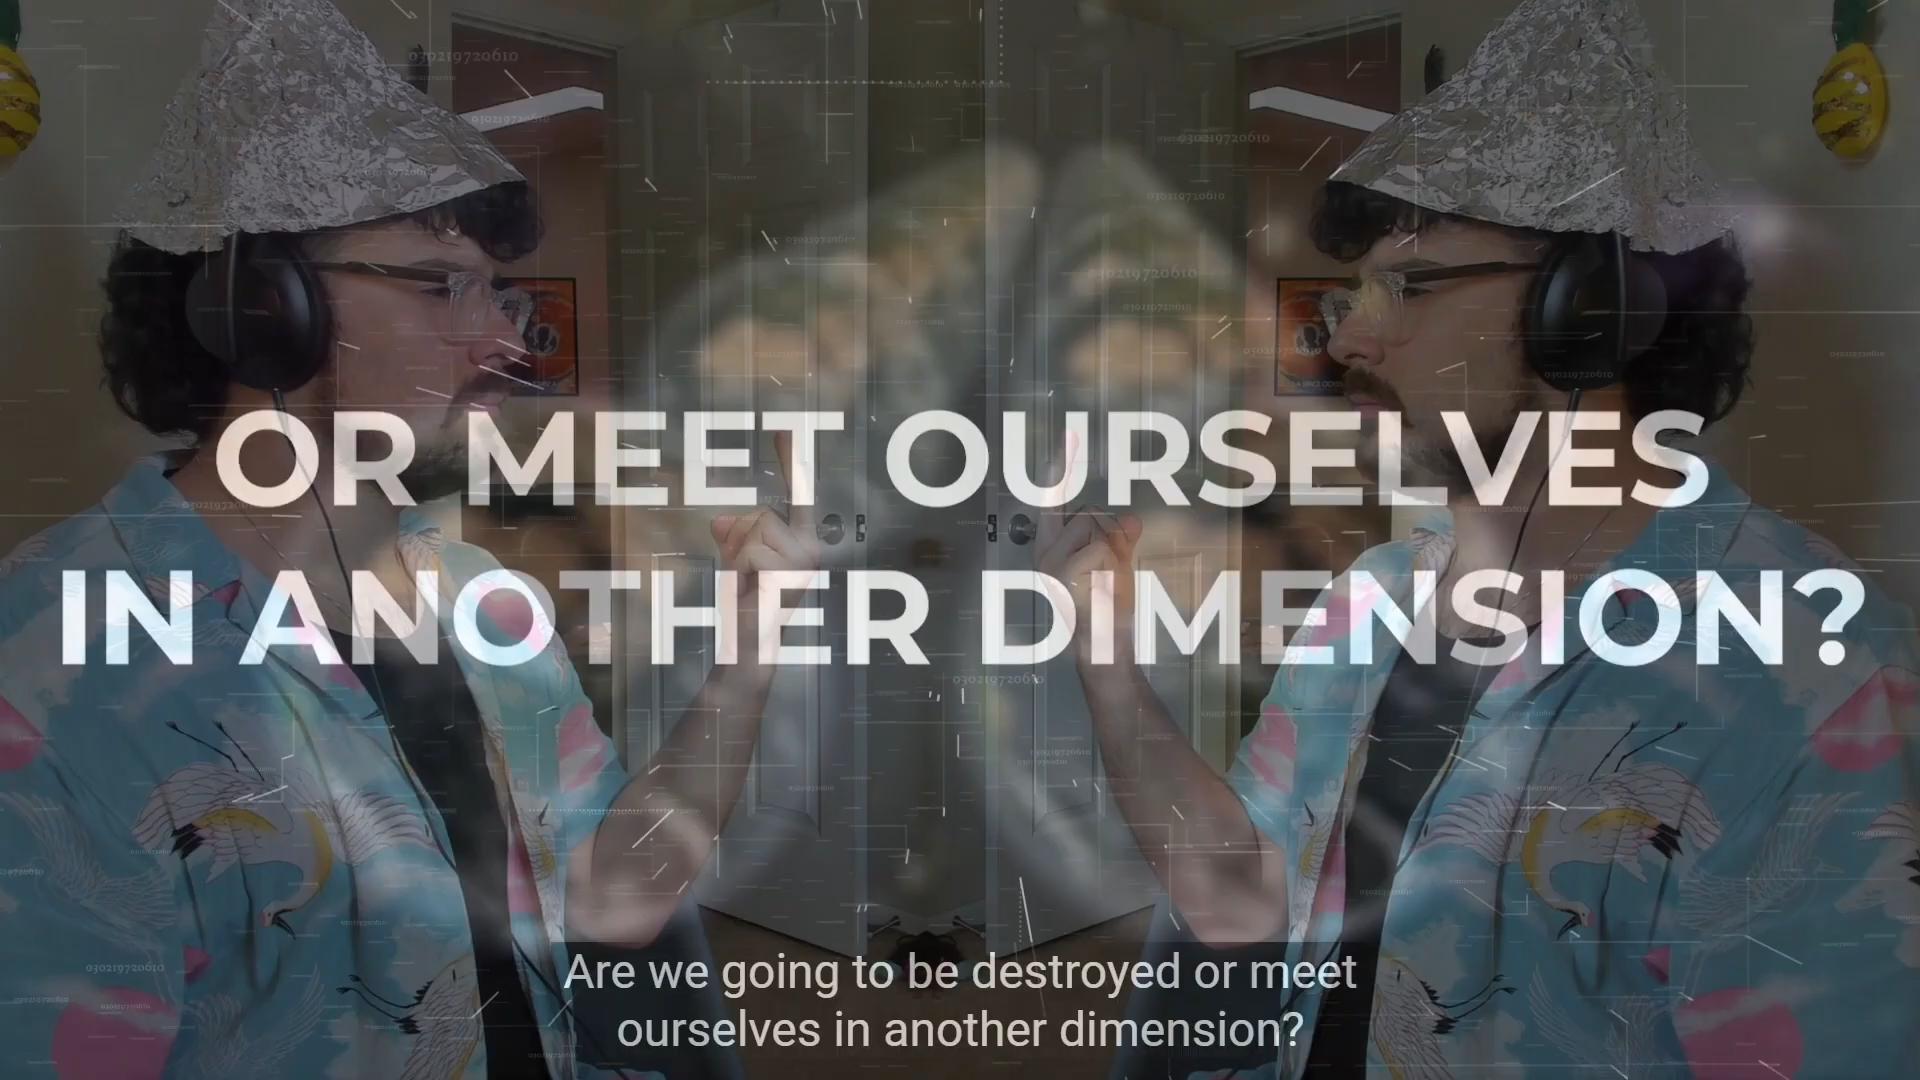 OR MEET OURSELVES
IN ANOTHER DIMENSION?
Are we going to be destroyed or meet
ourselves in another dimension?